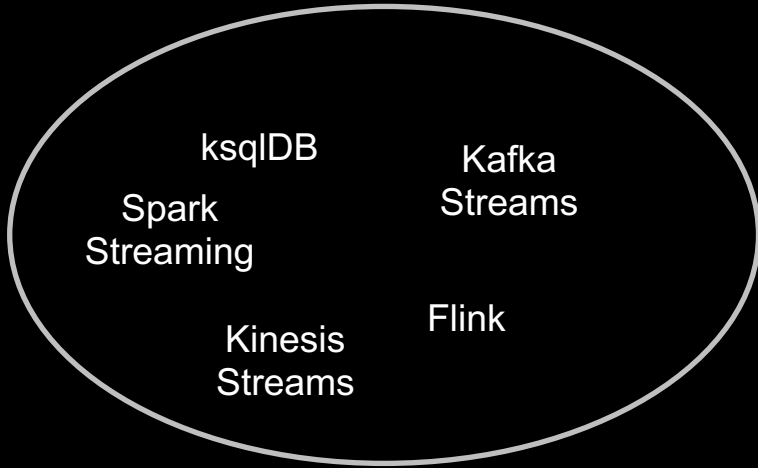 ksqlDB
Kafka
Streams
Spark
Streaming
Flink
Kinesis
Streams